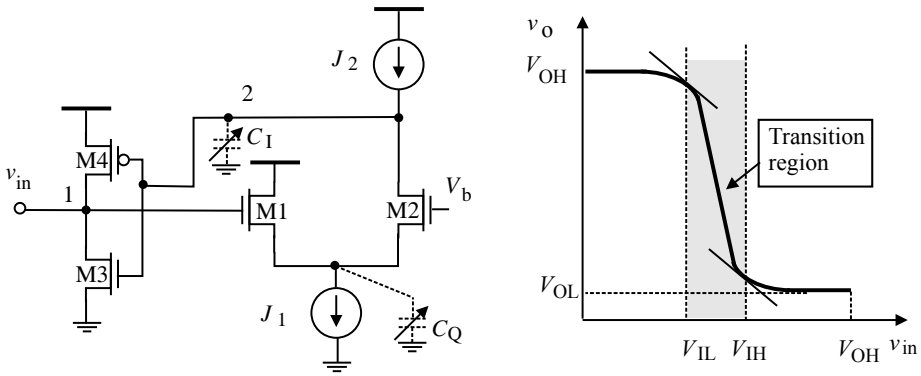 J2
2
CI
M4
vin
1
M1
M2
Vb
M3
J1
CQ
vo
VOH
Transition
region
VOL
VIL
VIH
VOH
vin